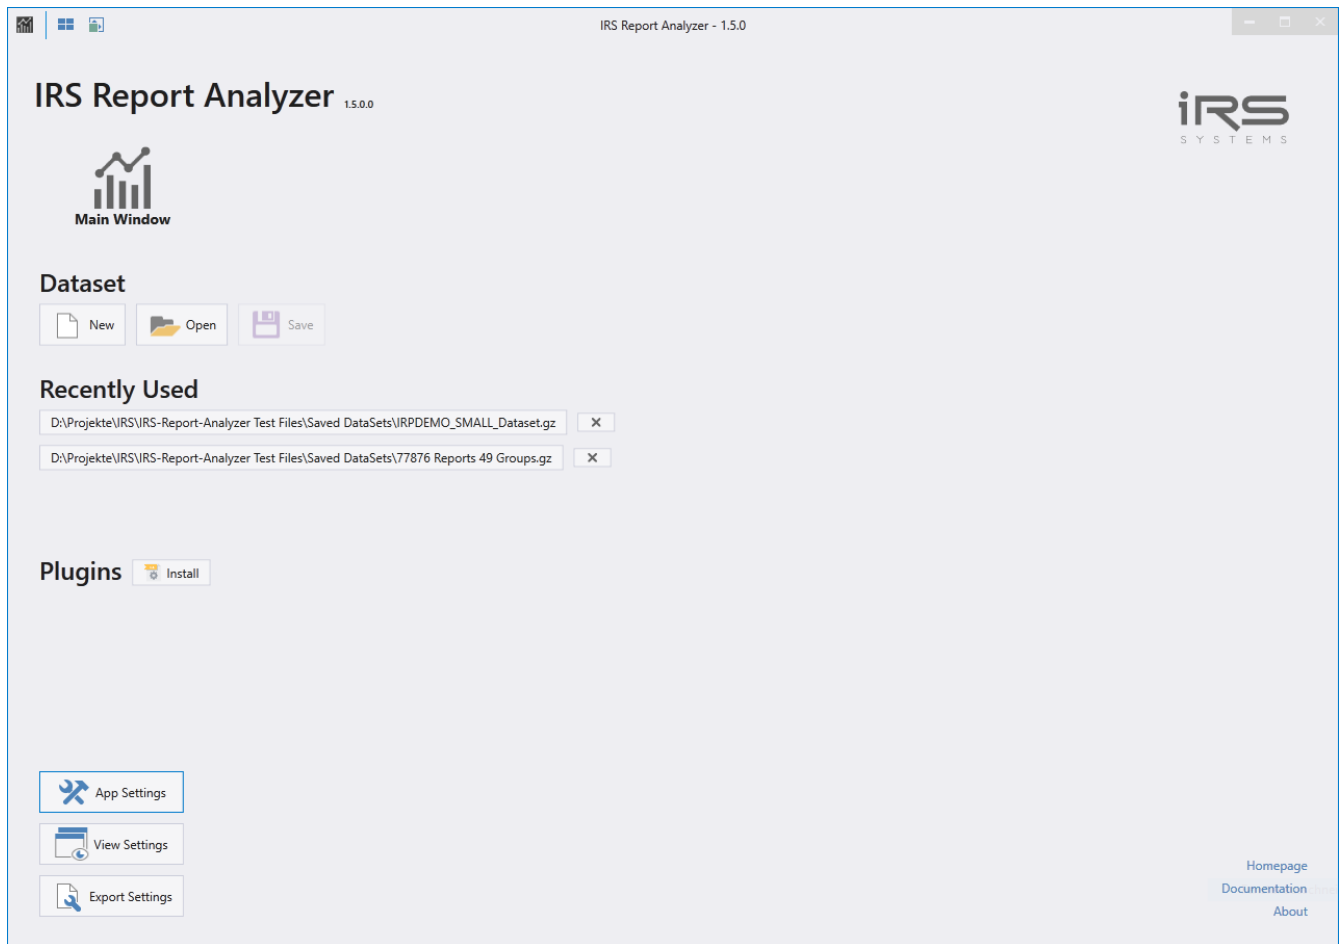 IRS Report Analyzer - 1.5.0
IRS Report Analyzer 1.5.0.0
iRS
SYSTEMS
Main Window
Dataset
New Open Save
Recently Used
D:\Projekte\IRS\IRS-Report-Analyzer Test Files\Saved DataSets\IRPDEMO_SMALL_Dataset.gz
D:\Projekte\IRS\IRS-Report-Analyzer Test Files\Saved DataSets\77876 Reports 49 Groups.gz
Plugins Install
App Settings
View Settings
Export Settings
Homepage
Documentation
About